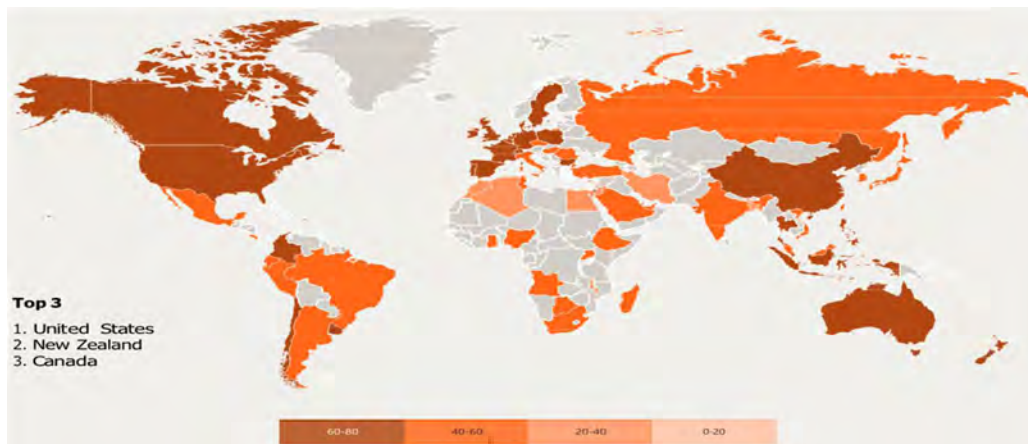 Top 3
1. United States
2. New Zealand
3. Canada
60-80 40-60 20-40 0-20